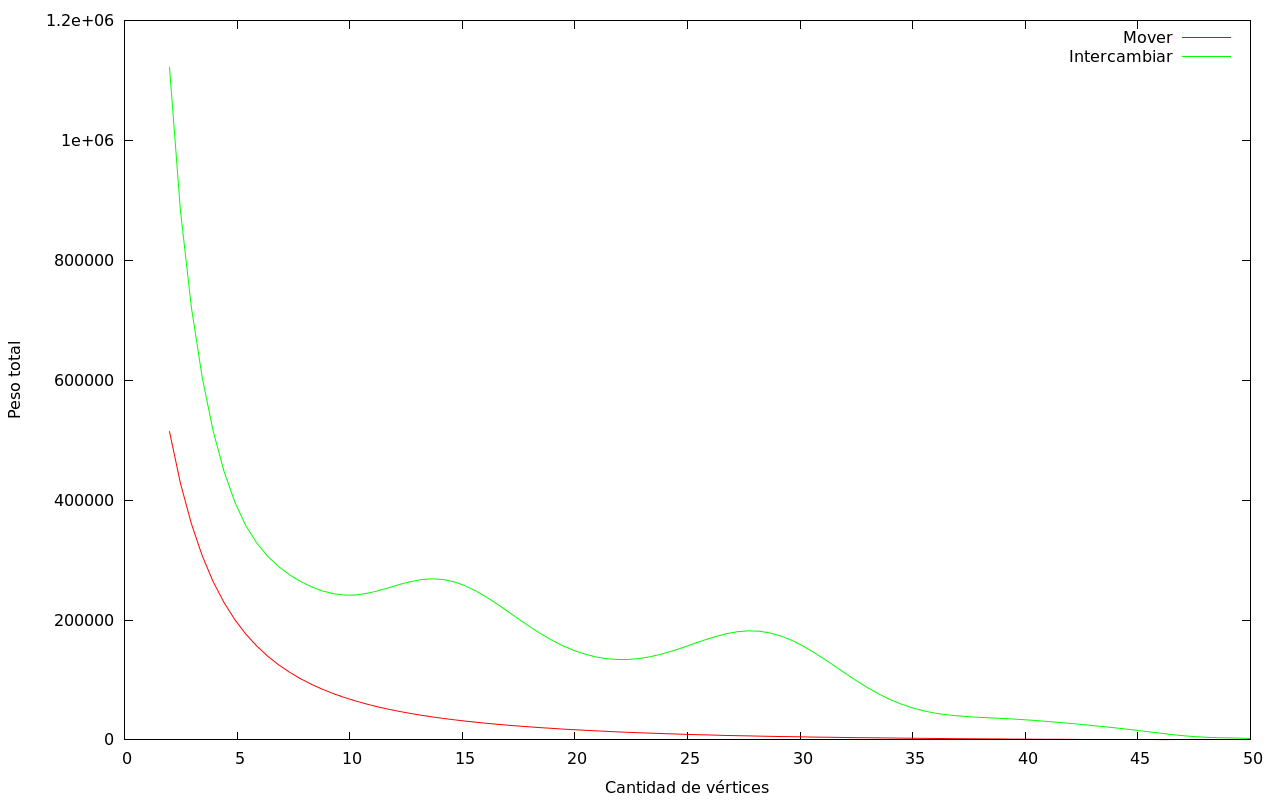 1.2e+06
1e+06
800000
600000
400000
200000
0
Peso total
Mover
Intercambiar
0 5 10 15 20 25 30 35 40 45 50
Cantidad de vértices